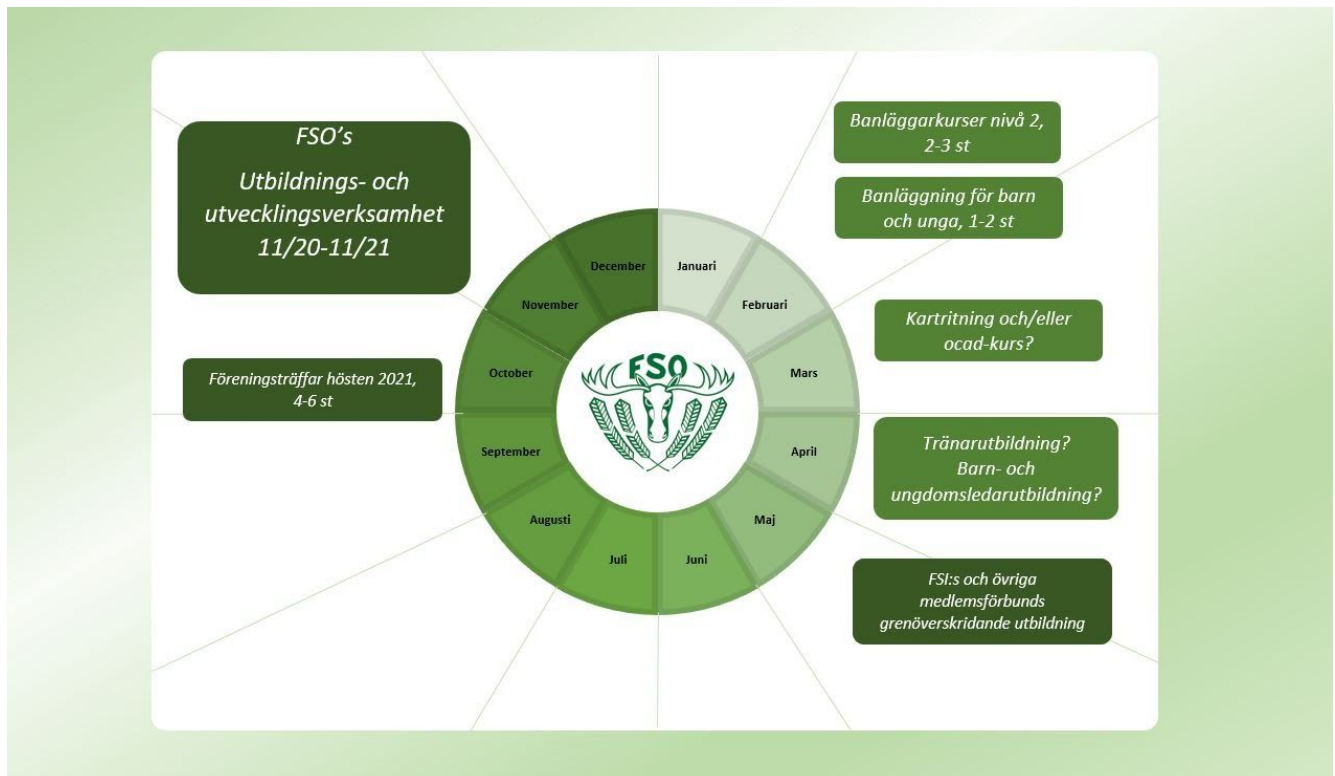 FSO's
Utbildnings- och
utvecklingsverksamhet
11/20-11/21
Banläggarkurser nivå 2,
2-3 st
Banläggning för barn
och unga, 1-2 st
Kartritning och/eller
ocad-kurs?
Tränarutbildning?
Barn- och
ungdomsledarutbildning?
FSI:s och övriga
medlemsförbunds
grenöverskridande utbildning
Föreningsträffar hösten 2021,
4-6 st
Januari
Februari
Mars
April
Maj
Juni
Juli
Augusti
September
October
November
December
FSO